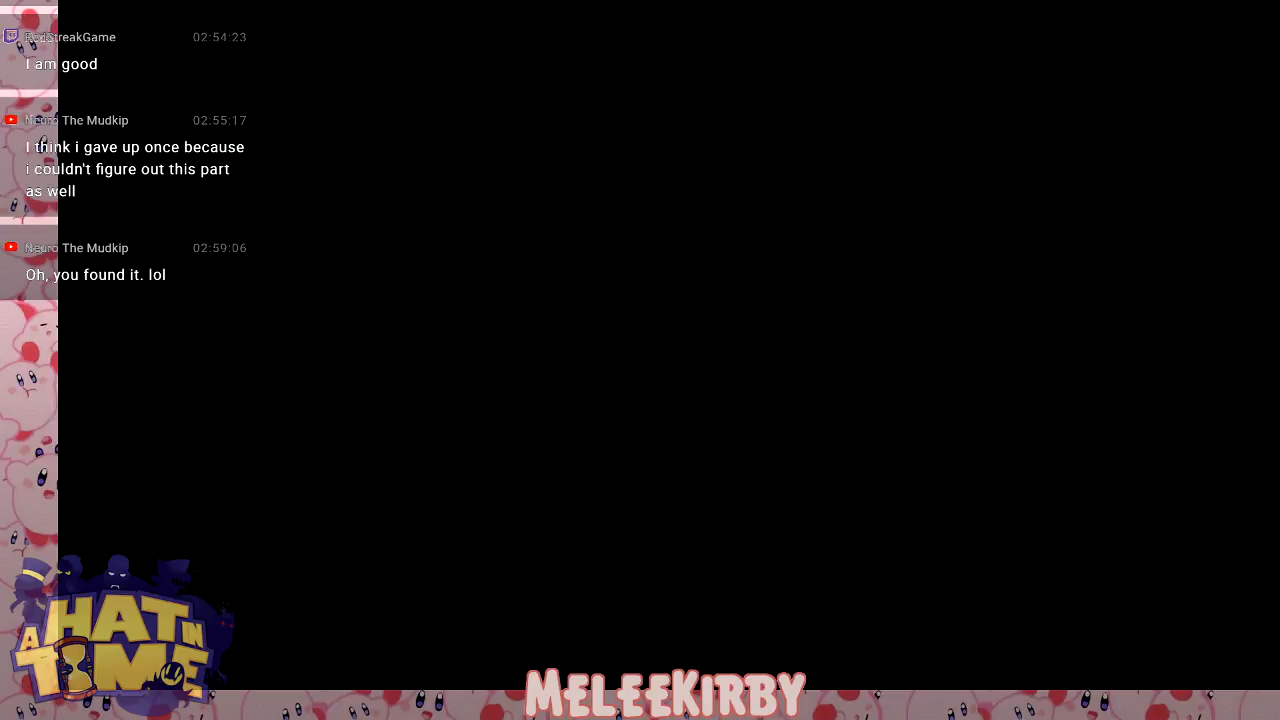 RedStreakGame 02:54:23
I am good
Neuro The Mudkip 02:55:17
I think i gave up once because
i couldn't figure out this part
as well
Neuro The Mudkip 02:59:06
Oh, you found it. lol
A HAT IN
TIME
MELEEKIRBY